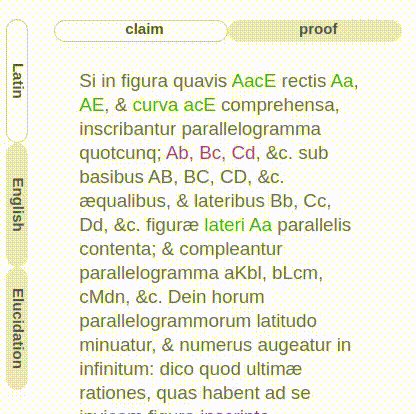 claim
proof
Latin
English
Elucidation
Si in figura quavis AacE rectis Aa,
AE, & curva acE comprehensa,
inscribantur parallelogramma
quotcunq; Ab, Bc, Cd, &c. sub
basibus AB, BC, CD, &c.
æqualibus, & lateribus Bb, Cc,
Dd, &c. figuræ lateri Aa parallelis
contenta; & compleantur
parallelogramma aKbl, bLcm,
cMdn, &c. Dein horum
parallelogrammorum latitudo
minuatur, & numerus augeatur in
infinitum: dico quod ultimæ
rationes, quas habent ad se